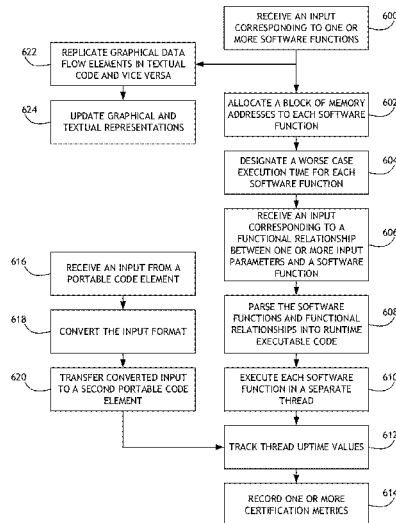 RECEIVE AN INPUT
CORRESPONDING TO ONE OR
MORE SOFTWARE FUNCTIONS
600
622
REPLICATE GRAPHICAL DATA
FLOW ELEMENTS IN TEXTUAL
CODE AND VICE VERSA
624
UPDATE GRAPHICAL AND
TEXTUAL REPRESENTATIONS
ALLOCATE A BLOCK OF MEMORY
ADDRESSES TO EACH SOFTWARE
FUNCTION
602
DESIGNATE A WORSE CASE
EXECUTION TIME FOR EACH
SOFTWARE FUNCTION
604
RECEIVE AN INPUT
CORRESPONDING TO A
FUNCTIONAL RELATIONSHIP
BETWEEN ONE OR MORE INPUT
PARAMETERS AND A SOFTWARE
FUNCTION
606
616
RECEIVE AN INPUT FROM A
PORTABLE CODE ELEMENT
618
CONVERT THE INPUT FORMAT
PARSE THE SOFTWARE
FUNCTIONS AND FUNCTIONAL
RELATIONSHIPS INTO RUNTIME
EXECUTABLE CODE
608
620
TRANSFER CONVERTED INPUT
TO A SECOND PORTABLE CODE
ELEMENT
EXECUTE EACH SOFTWARE
FUNCTION IN A SEPARATE
THREAD
610
TRACK THREAD UPTIME VALUES
612
RECORD ONE OR MORE
CERTIFICATION METRICS
614